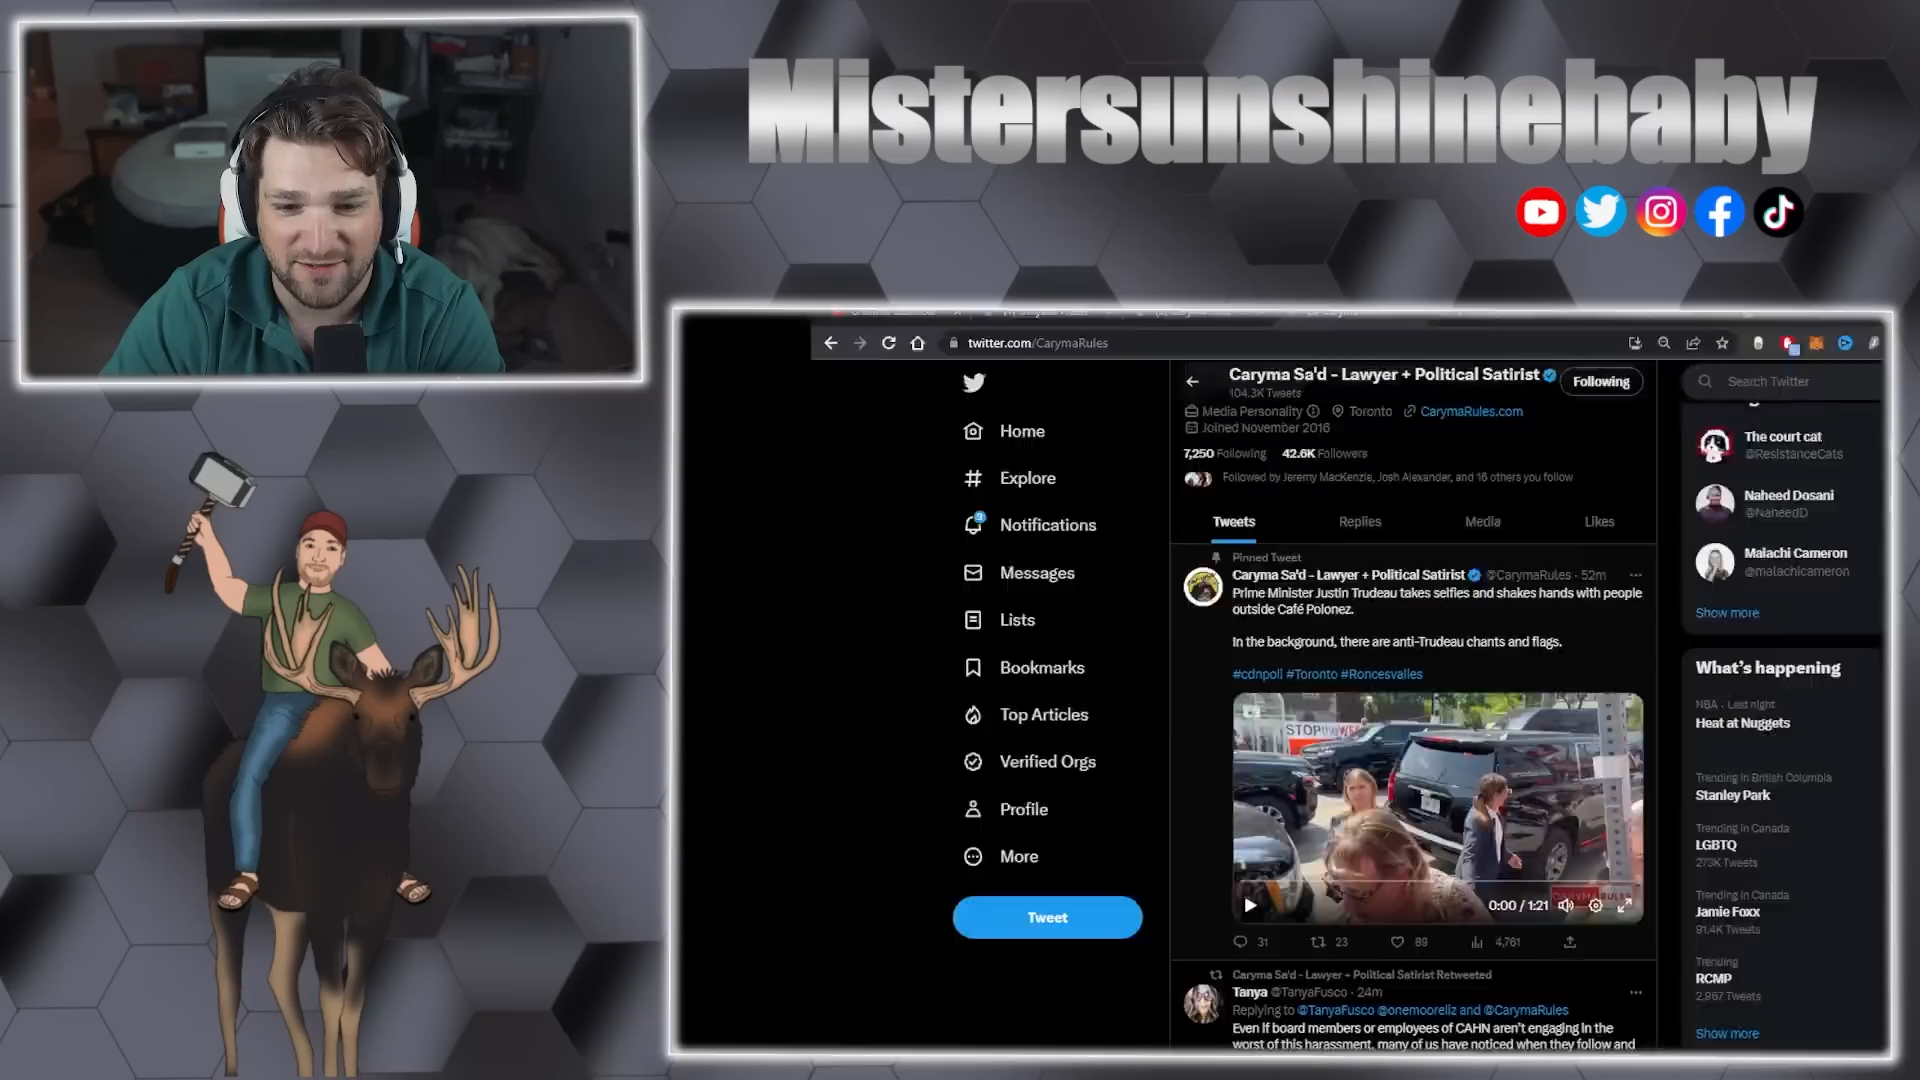 Mistersunshinebaby
twitter.com/CarymaRules
Home
Explore
9
Notifications
Messages
Lists
Bookmarks
Top Articles
Verified Orgs
Profile
More
Tweet
Caryma Sa'd - Lawyer + Political Satirist
104.3K Tweets
Following
Media Personality
Toronto
CarymaRules.com
Joined November 2016
7,250 Following 42.6K Followers
Followed by Jeremy MacKenzie, Josh Alexander, and 16 others you follow
Tweets
Replies
Media
Likes
Pinned Tweet
Caryma Sa'd - Lawyer + Political Satirist @CarymaRules · 52m
Prime Minister Justin Trudeau takes selfies and shakes hands with people
outside Café Polonez.
In the background, there are anti-Trudeau chants and flags.
#cdnpoli #Toronto #Roncesvalles
STOP the
CARYMARULES
0:00 / 1:21
31
23
89
4,761
Caryma Sa'd - Lawyer + Political Satirist Retweeted
Tanya @TanyaFusco · 24m
Replying to @TanyaFusco @onemooreliz and @CarymaRules
Even if board members or employees of CAHN aren't engaging in the
worst of this harassment, many of us have noticed when they follow and
Search Twitter
The court cat
@ResistanceCats
Naheed Dosani
@NaheedD
Malachi Cameron
@malachicameron
Show more
What's happening
NBA · Last night
Heat at Nuggets
Trending in British Columbia
Stanley Park
Trending in Canada
LGBTQ
273K Tweets
Trending in Canada
Jamie Foxx
91.4K Tweets
Trending
RCMP
2,967 Tweets
Show more